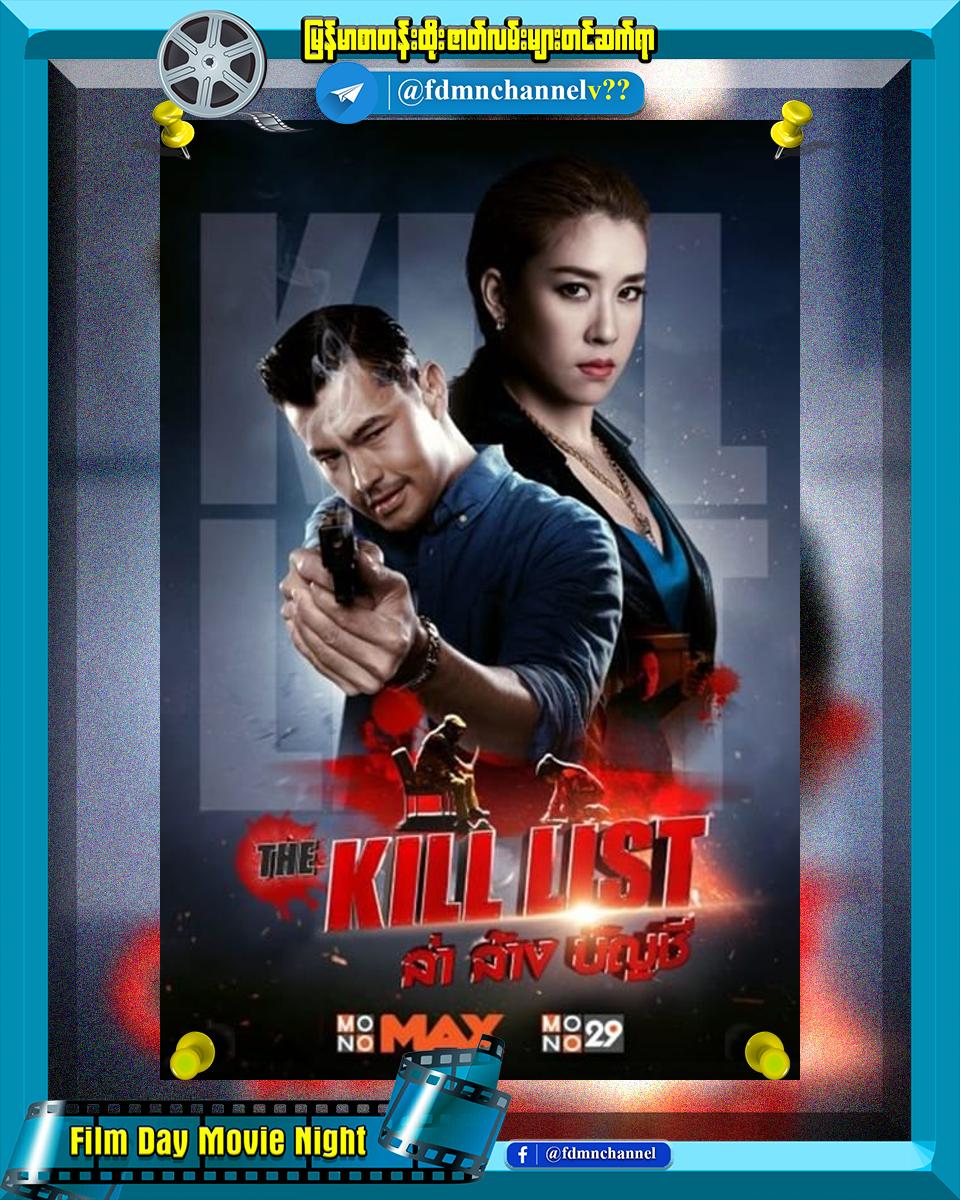 မြန်မာစာတန်းထိုး ဇာတ်လမ်းများတင်ဆက်ရာ
@fdmnchannelv??
KILL
LIST
THE KILL LIST
ล่า ล้าง บัญชี
MONO MAX MONO 29
Film Day Movie Night
@fdmnchannel